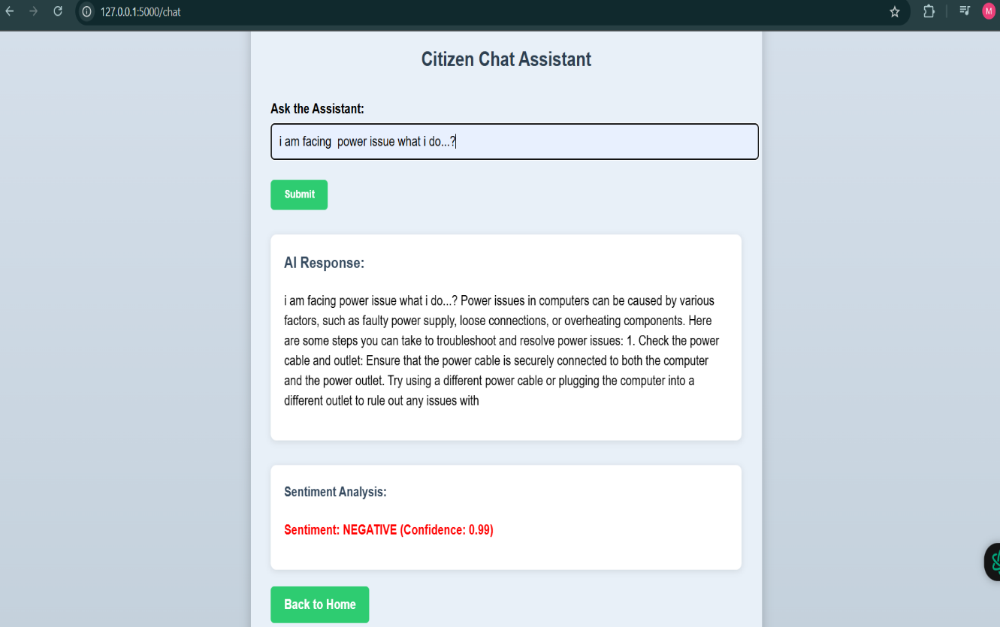 127.0.0.1:5000/chat
M
Citizen Chat Assistant
Ask the Assistant:
i am facing  power issue what i do...?
Submit
AI Response:
i am facing power issue what i do...? Power issues in computers can be caused by various
factors, such as faulty power supply, loose connections, or overheating components. Here
are some steps you can take to troubleshoot and resolve power issues: 1. Check the power
cable and outlet: Ensure that the power cable is securely connected to both the computer
and the power outlet. Try using a different power cable or plugging the computer into a
different outlet to rule out any issues with
Sentiment Analysis:
Sentiment: NEGATIVE (Confidence: 0.99)
Back to Home